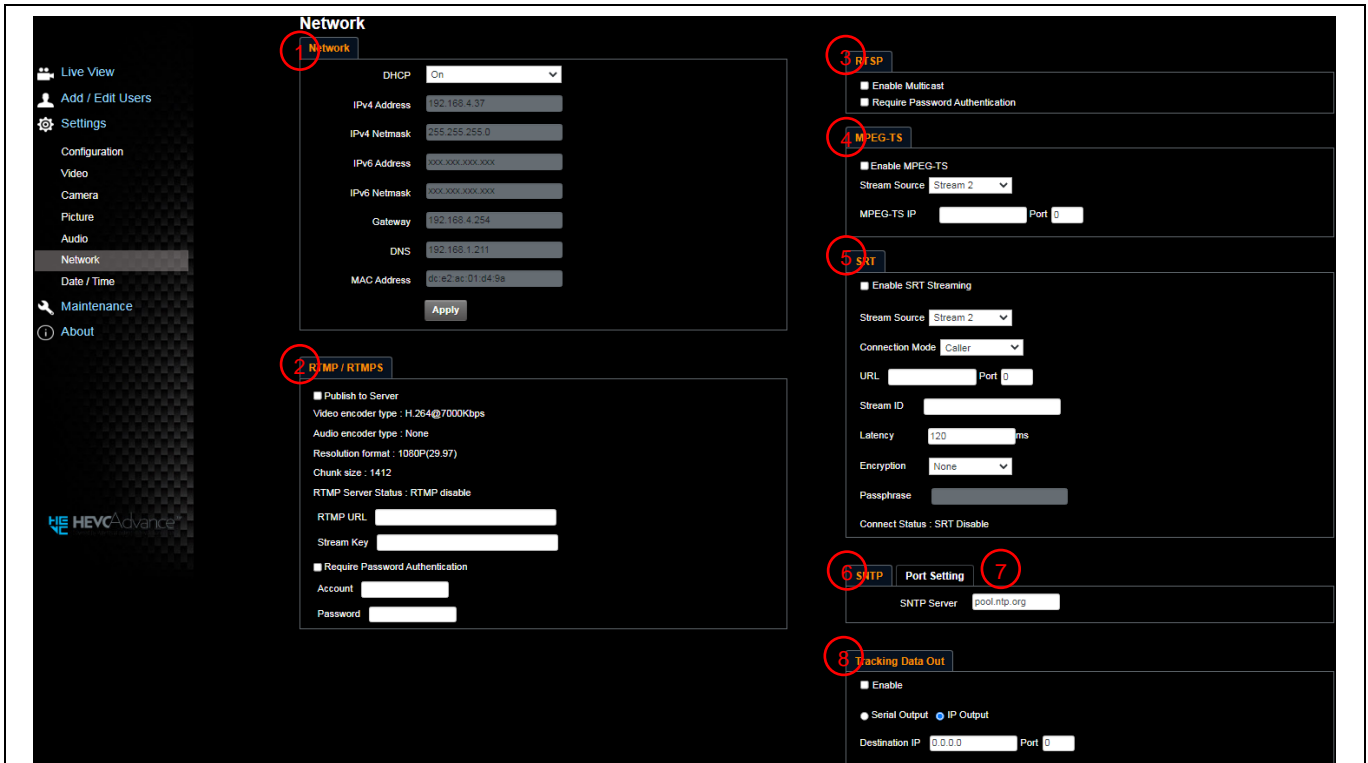 Network
Live View
Add / Edit Users
Settings
Configuration
Video
Camera
Picture
Audio
Network
Date / Time
Maintenance
About
HEVCAdvance
1 Network
DHCP On
IPv4 Address 192.168.4.37
IPv4 Netmask 255.255.255.0
IPv6 Address xxx.xxx.xxx.xxx
IPv6 Netmask xxx.xxx.xxx.xxx
Gateway 192.168.4.254
DNS 192.168.1.211
MAC Address dc:e2:ac:01:d4:9a
Apply
2 RTMP / RTMPS
Publish to Server
Video encoder type : H.264@7000Kbps
Audio encoder type : None
Resolution format : 1080P(29.97)
Chunk size : 1412
RTMP Server Status : RTMP disable
RTMP URL
Stream Key
Require Password Authentication
Account
Password
3 RTSP
Enable Multicast
Require Password Authentication
4 MPEG-TS
Enable MPEG-TS
Stream Source Stream 2
MPEG-TS IP Port 0
5 SRT
Enable SRT Streaming
Stream Source Stream 2
Connection Mode Caller
URL Port 0
Stream ID
Latency 120 ms
Encryption None
Passphrase
Connect Status : SRT Disable
6 SNTP Port Setting 7
SNTP Server pool.ntp.org
8 Tracking Data Out
Enable
Serial Output IP Output
Destination IP 0.0.0.0 Port 0